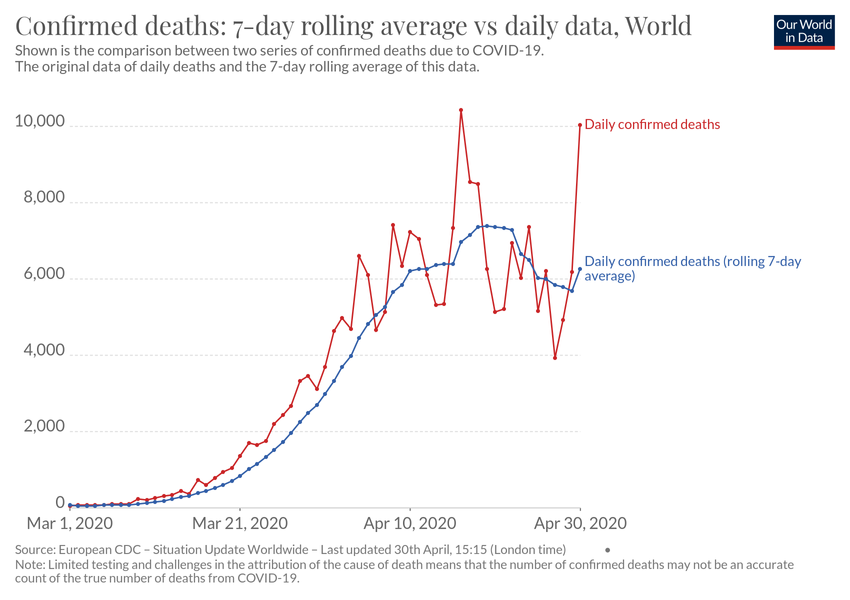 Confirmed deaths: 7-day rolling average vs daily data, World
Our World
in Data
Shown is the comparison between two series of confirmed deaths due to COVID-19.
The original data of daily deaths and the 7-day rolling average of this data.
10,000
Daily confirmed deaths
8,000
6,000
Daily confirmed deaths (rolling 7-day
average)
4,000
2,000
0
Mar 1, 2020
Mar 21, 2020
Apr 10, 2020
Apr 30, 2020
Source: European CDC – Situation Update Worldwide – Last updated 30th April, 15:15 (London time) •
Note: Limited testing and challenges in the attribution of the cause of death means that the number of confirmed deaths may not be an accurate
count of the true number of deaths from COVID-19.